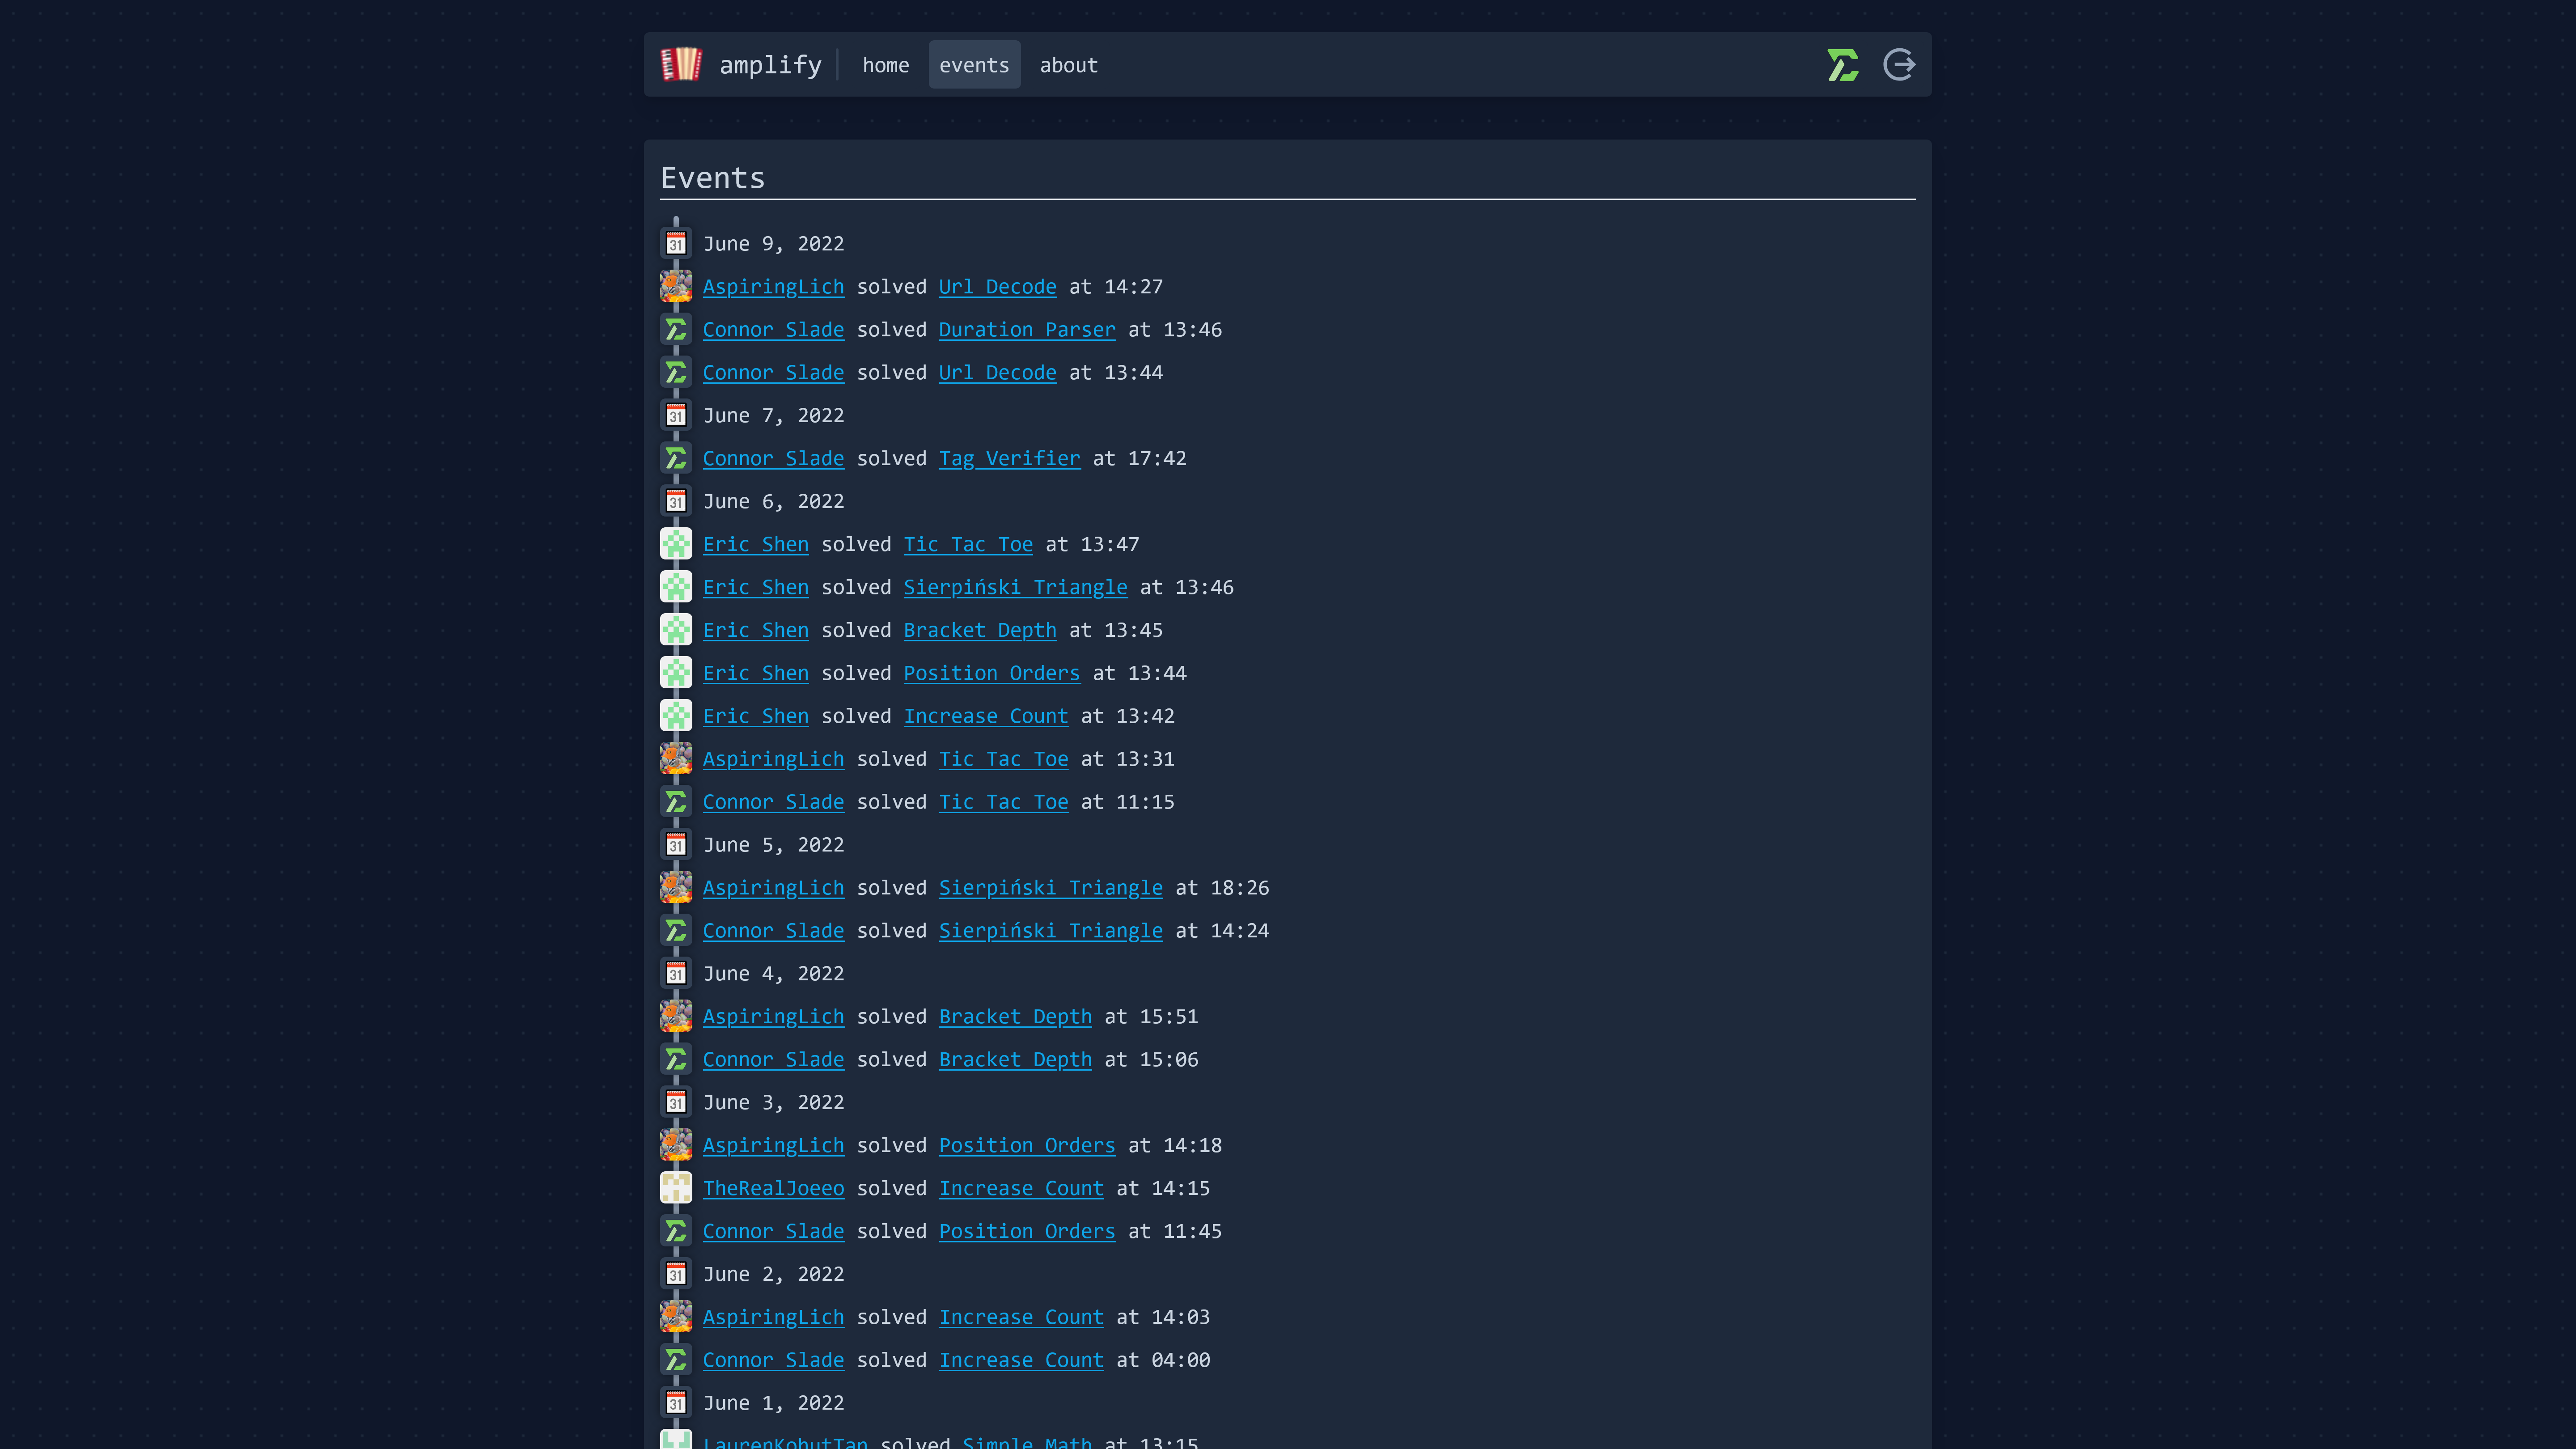 amplify home events about
Events
June 9, 2022
AspiringLich solved Url Decode at 14:27
Connor Slade solved Duration Parser at 13:46
Connor Slade solved Url Decode at 13:44
June 7, 2022
Connor Slade solved Tag Verifier at 17:42
June 6, 2022
Eric Shen solved Tic Tac Toe at 13:47
Eric Shen solved Sierpiński Triangle at 13:46
Eric Shen solved Bracket Depth at 13:45
Eric Shen solved Position Orders at 13:44
Eric Shen solved Increase Count at 13:42
AspiringLich solved Tic Tac Toe at 13:31
Connor Slade solved Tic Tac Toe at 11:15
June 5, 2022
AspiringLich solved Sierpiński Triangle at 18:26
Connor Slade solved Sierpiński Triangle at 14:24
June 4, 2022
AspiringLich solved Bracket Depth at 15:51
Connor Slade solved Bracket Depth at 15:06
June 3, 2022
AspiringLich solved Position Orders at 14:18
TheRealJoeeo solved Increase Count at 14:15
Connor Slade solved Position Orders at 11:45
June 2, 2022
AspiringLich solved Increase Count at 14:03
Connor Slade solved Increase Count at 04:00
June 1, 2022
LaurenKohutTan solved Simple Math at 13:15